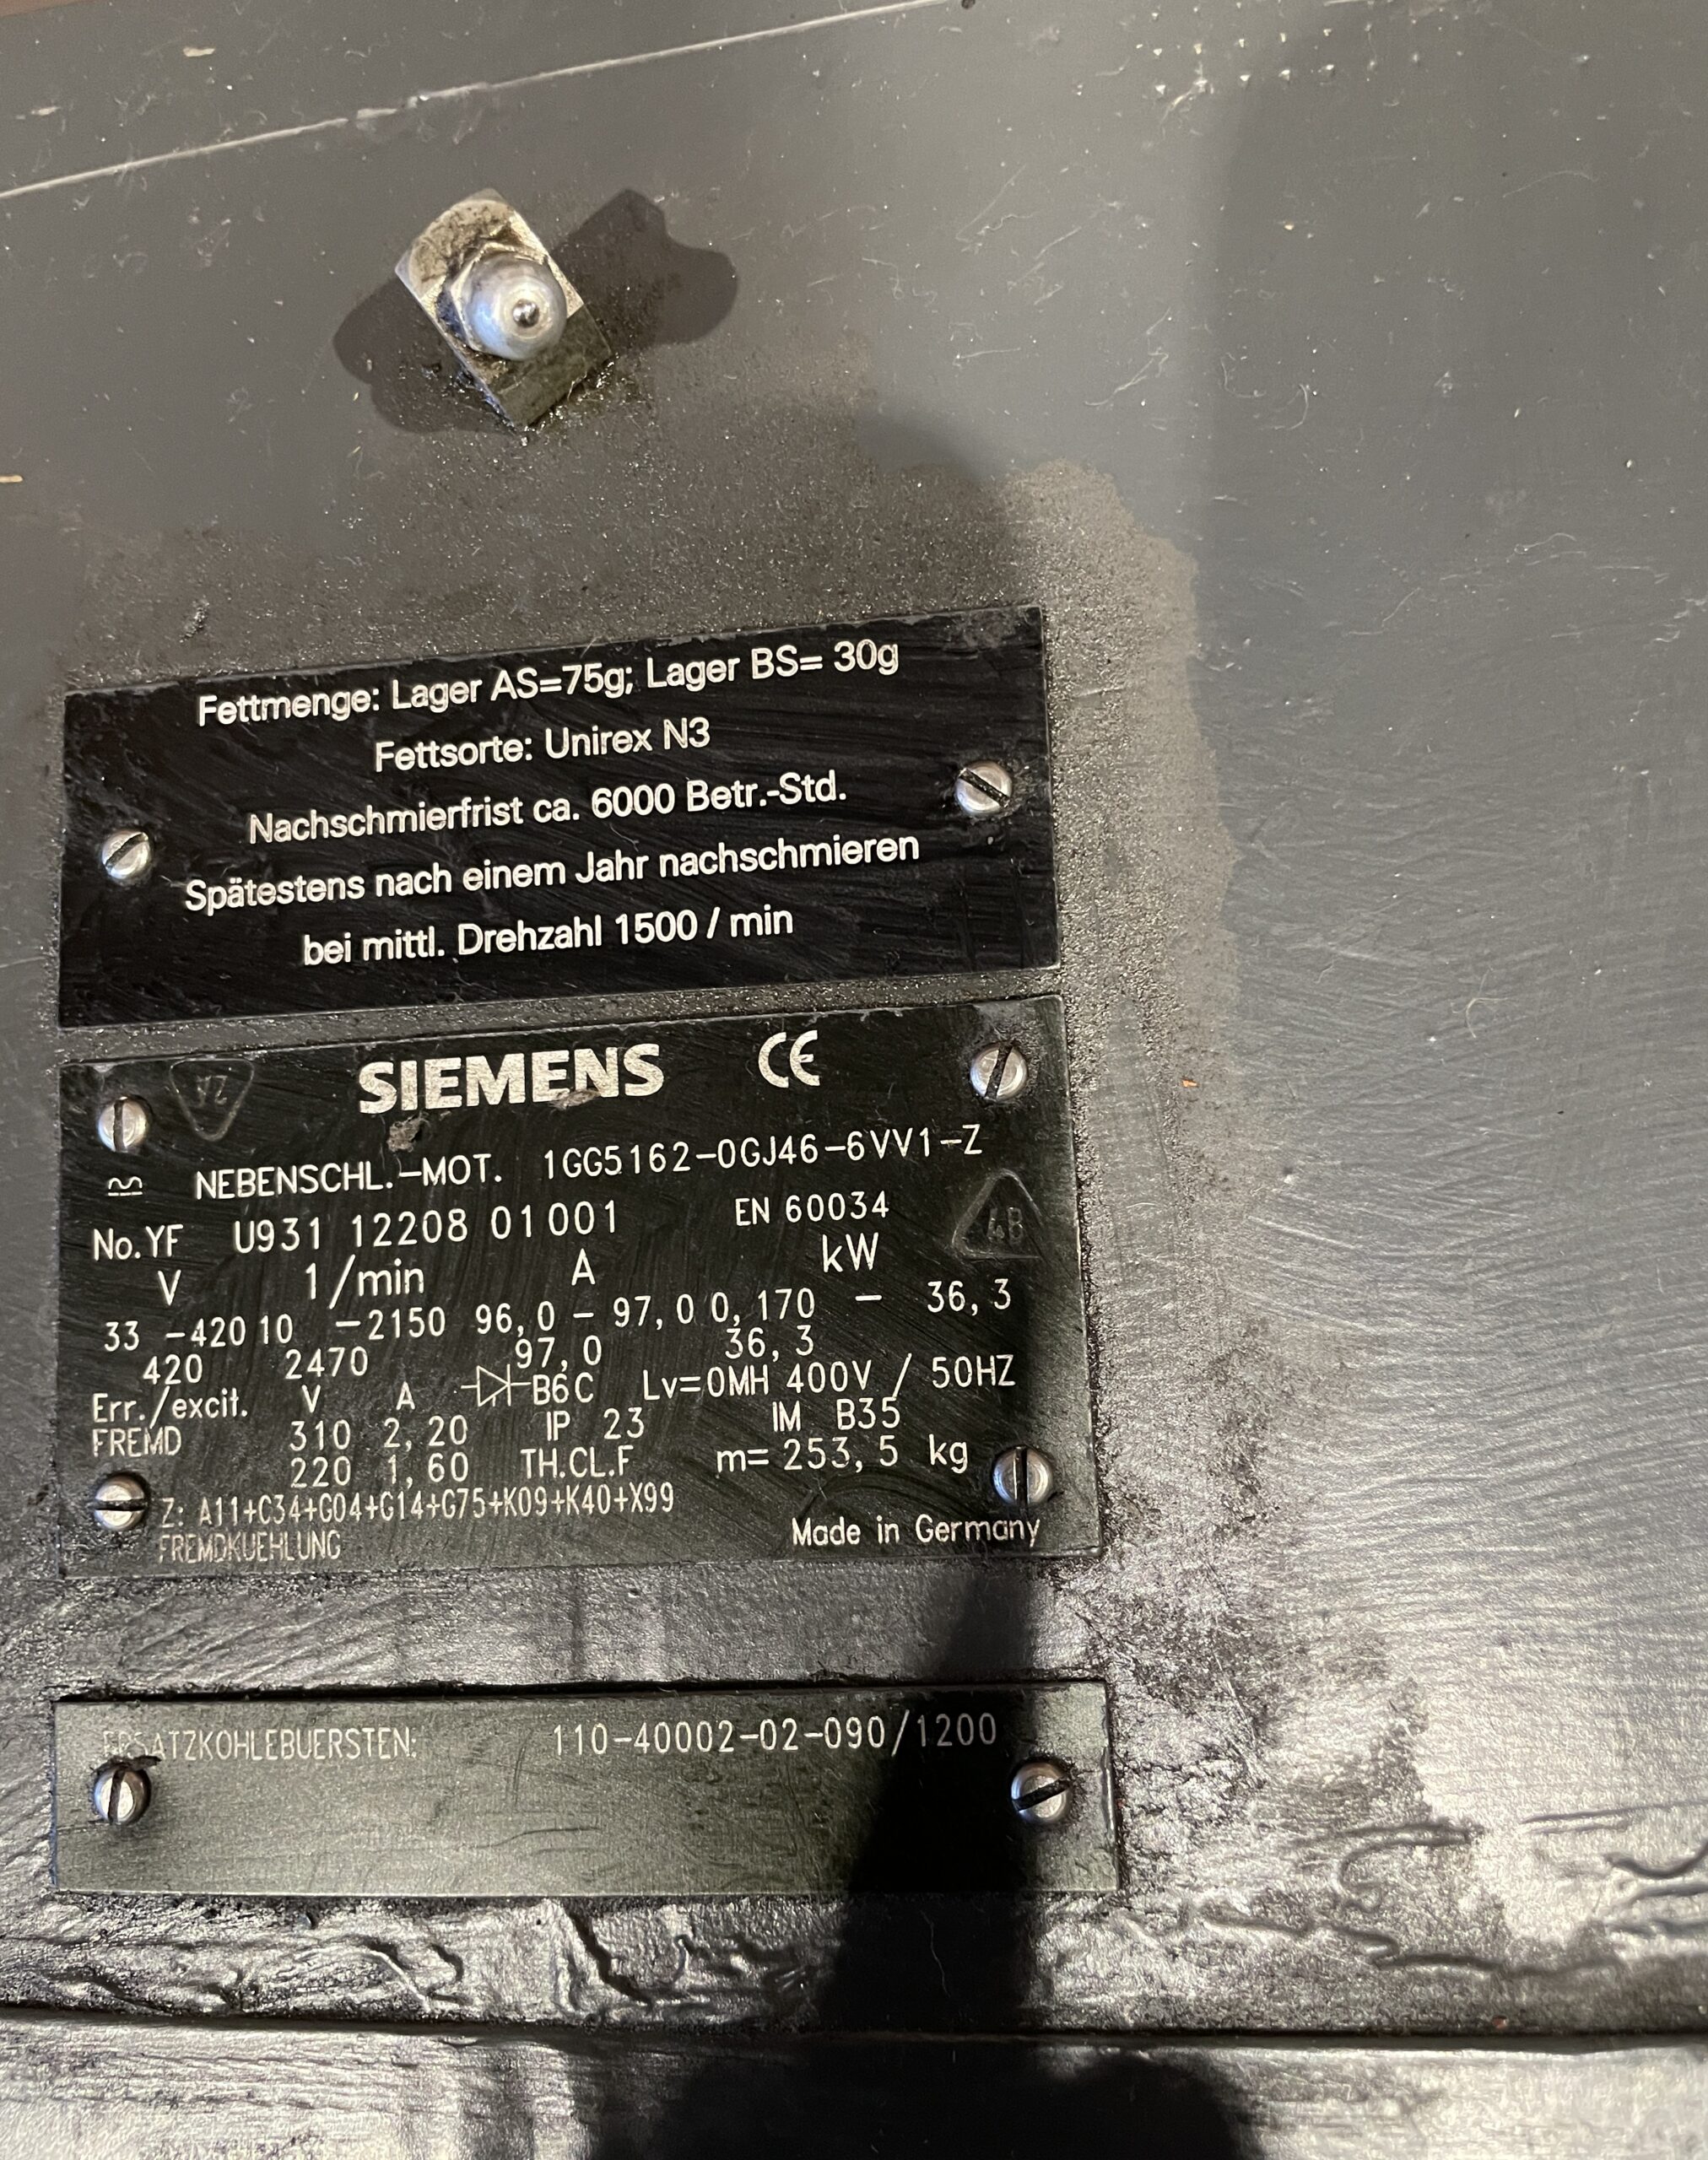 Fettmenge: Lager AS=75g; Lager BS= 30g
Fettsorte: Unirex N3
Nachschmierfrist ca. 6000 Betr.-Std.
Spätestens nach einem Jahr nachschmieren
bei mittl. Drehzahl 1500 / min
SIEMENS CE
NEBENSCHL.-MOT. 1GG5162-0GJ46-6VV1-Z
No.YF U931 12208 01 001 EN 60034
V 1/min A kW
33 -420 10 -2150 96,0 - 97,0 0,170 - 36,3
420 2470 97,0 36,3
Err./excit. V A B6C Lv=0MH 400V / 50HZ
FREMD 310 2,20 IP 23 IM B35
220 1,60 TH.CL.F m= 253,5 kg
Z: A11+C34+G04+G14+G75+K09+K40+X99
FREMDKUEHLUNG Made in Germany
ERSATZKOHLEBUERSTEN: 110-40002-02-090/1200